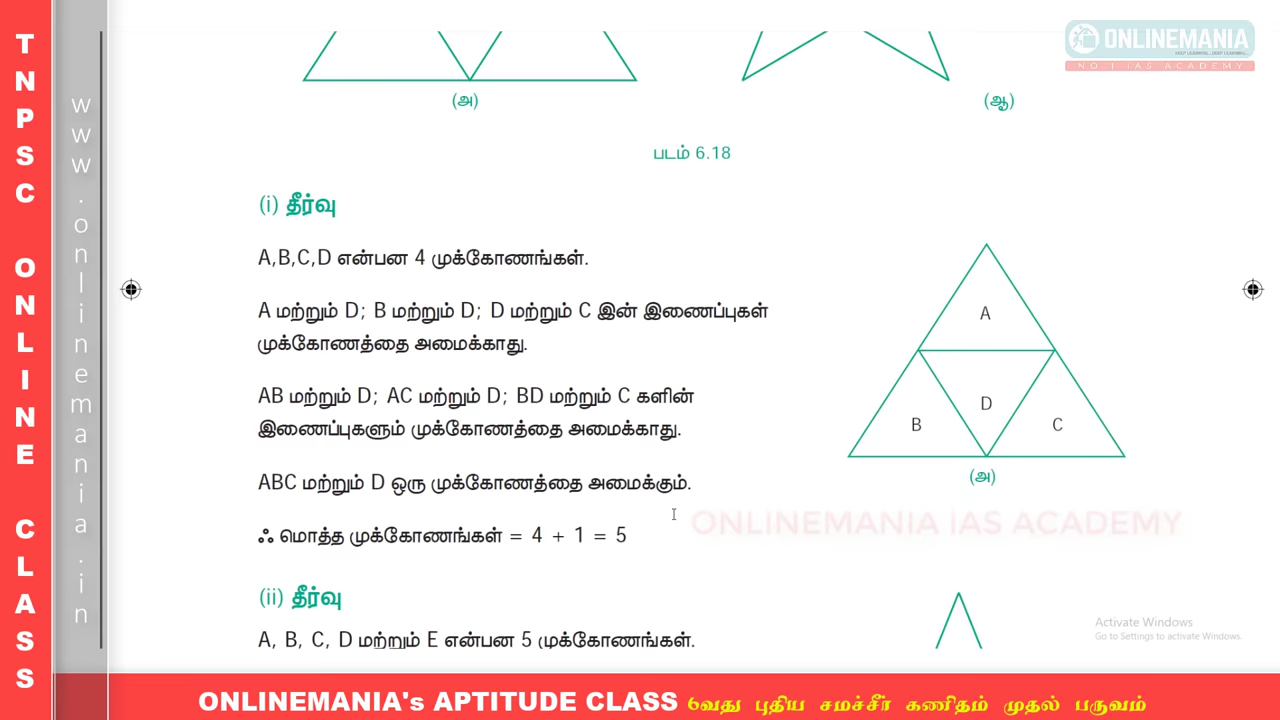 TNPSC ONLINE CLASS
www.onlinemania.in
ONLINEMANIA
KEEP LEARNING...KEEP LEARNING...
NO 1 IAS ACADEMY
(அ)
(ஆ)
படம் 6.18
(i) தீர்வு
A,B,C,D என்பன 4 முக்கோணங்கள்.
A மற்றும் D; B மற்றும் D; D மற்றும் C இன் இணைப்புகள்
முக்கோணத்தை அமைக்காது.
AB மற்றும் D; AC மற்றும் D; BD மற்றும் C களின்
இணைப்புகளும் முக்கோணத்தை அமைக்காது.
ABC மற்றும் D ஒரு முக்கோணத்தை அமைக்கும்.
ஃ மொத்த முக்கோணங்கள் = 4 + 1 = 5
A
B
D
C
(அ)
ONLINEMANIA IAS ACADEMY
(ii) தீர்வு
A, B, C, D மற்றும் E என்பன 5 முக்கோணங்கள்.
Activate Windows
Go to Settings to activate Windows.
ONLINEMANIA's APTITUDE CLASS 6வது புதிய சமச்சீர் கணிதம் முதல் பருவம்